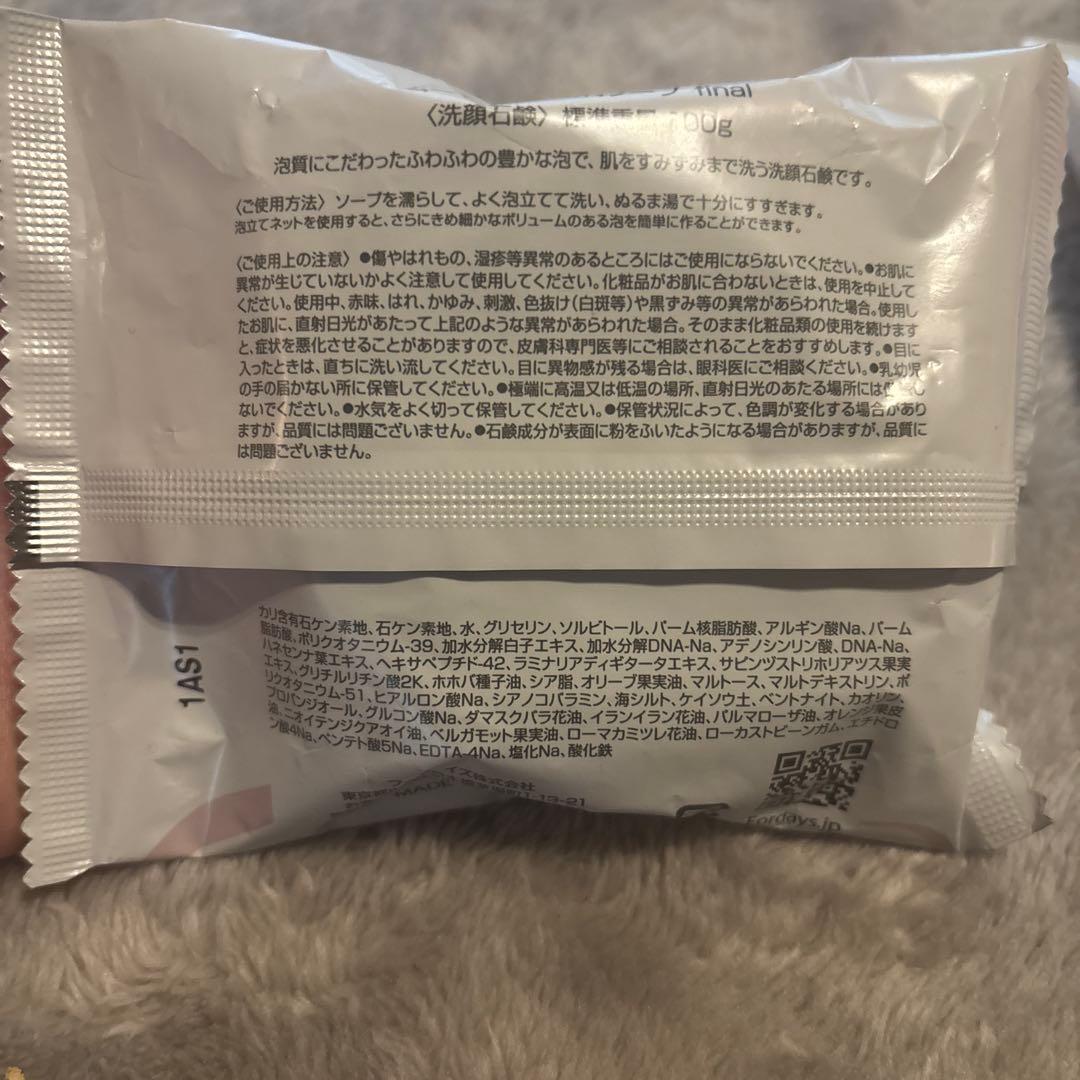 final
〈洗顔石鹸〉 標準重量 100g
泡質にこだわったふわふわの豊かな泡で、肌をすみずみまで洗う洗顔石鹸です。
〈ご使用方法〉 ソープを濡らして、よく泡立てて洗い、ぬるま湯で十分にすすぎます。
泡立てネットを使用すると、さらにきめ細かなボリュームのある泡を簡単に作ることができます。
〈ご使用上の注意〉 ●傷やはれもの、湿疹等異常のあるところにはご使用にならないでください。●お肌に
異常が生じていないかよく注意して使用してください。化粧品がお肌に合わないときは、使用を中止して
ください。使用中、赤味、はれ、かゆみ、刺激、色抜け(白斑等)や黒ずみ等の異常があらわれた場合。使用し
たお肌に、直射日光があたって上記のような異常があらわれた場合。そのまま化粧品類の使用を続けます
と、症状を悪化させることがありますので、皮膚科専門医等にご相談されることをおすすめします。●目に
入ったときは、直ちに洗い流してください。目に異物感が残る場合は、眼科医にご相談ください。●乳幼児
の手の届かない所に保管してください。●極端に高温又は低温の場所、直射日光のあたる場所には保管し
ないでください。●水気をよく切って保管してください。●保管状況によって、色調が変化する場合があり
ますが、品質には問題ございません。●石鹸成分が表面に粉をふいたようになる場合がありますが、品質に
は問題ございません。
カリ含有石ケン素地、石ケン素地、水、グリセリン、ソルビトール、パーム核脂肪酸、アルギン酸Na、パーム
脂肪酸、ポリクオタニウム-39、加水分解白子エキス、加水分解DNA-Na、アデノシンリン酸、DNA-Na、
ハネセンナ葉エキス、ヘキサペプチド-42、ラミナリアディギタータエキス、サピンヅストリホリアツス果実
エキス、グリチルリチン酸2K、ホホバ種子油、シア脂、オリーブ果実油、マルトース、マルトデキストリン、ポ
リクオタニウム-51、ヒアルロン酸Na、シアノコバラミン、海シルト、ケイソウ土、ベントナイト、カオリン、
プロパンジオール、グルコン酸Na、ダマスクバラ花油、イランイラン花油、パルマローザ油、オレンジ果皮
油、ニオイテンジクアオイ油、ベルガモット果実油、ローマカミツレ花油、ローカストビーンガム、エチドロ
ン酸4Na、ペンテト酸5Na、EDTA-4Na、塩化Na、酸化鉄
1AS1
イズ株式会社
東京都 1-13-21
MADE
Fordays.jp